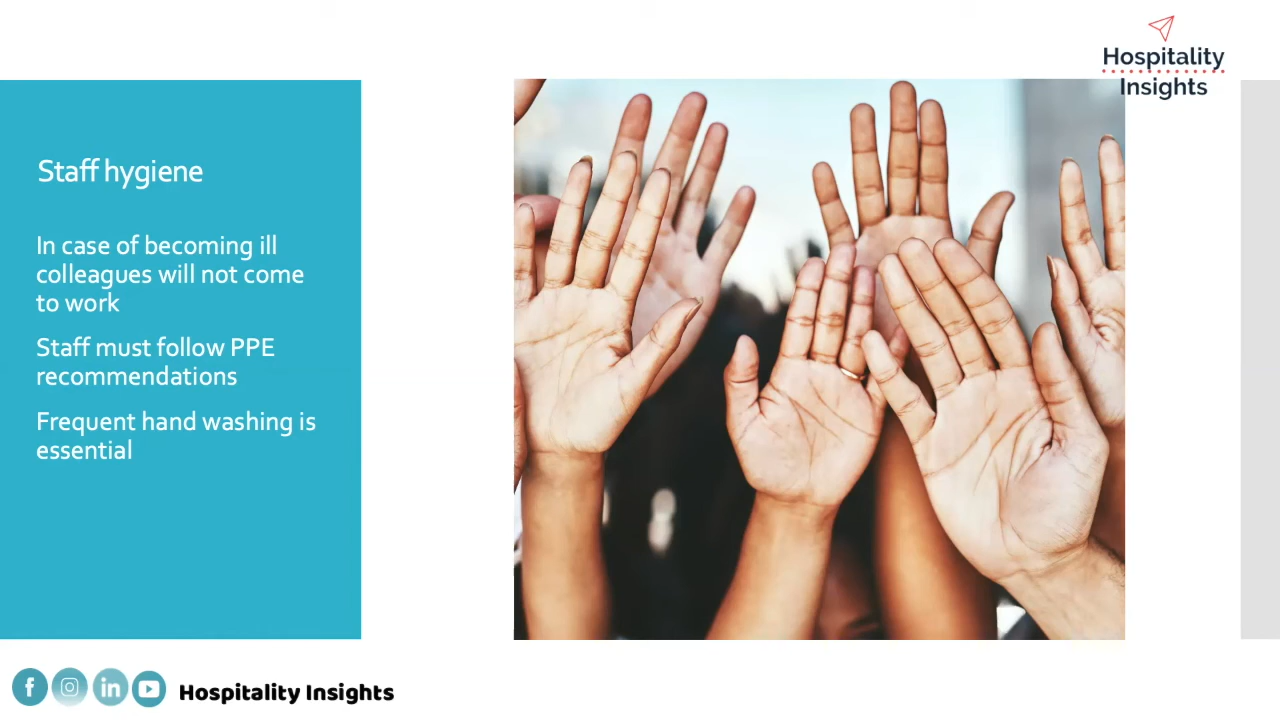 Hospitality
Insights
Staff hygiene
In case of becoming ill
colleagues will not come
to work
Staff must follow PPE
recommendations
Frequent hand washing is
essential
f
in
Hospitality Insights